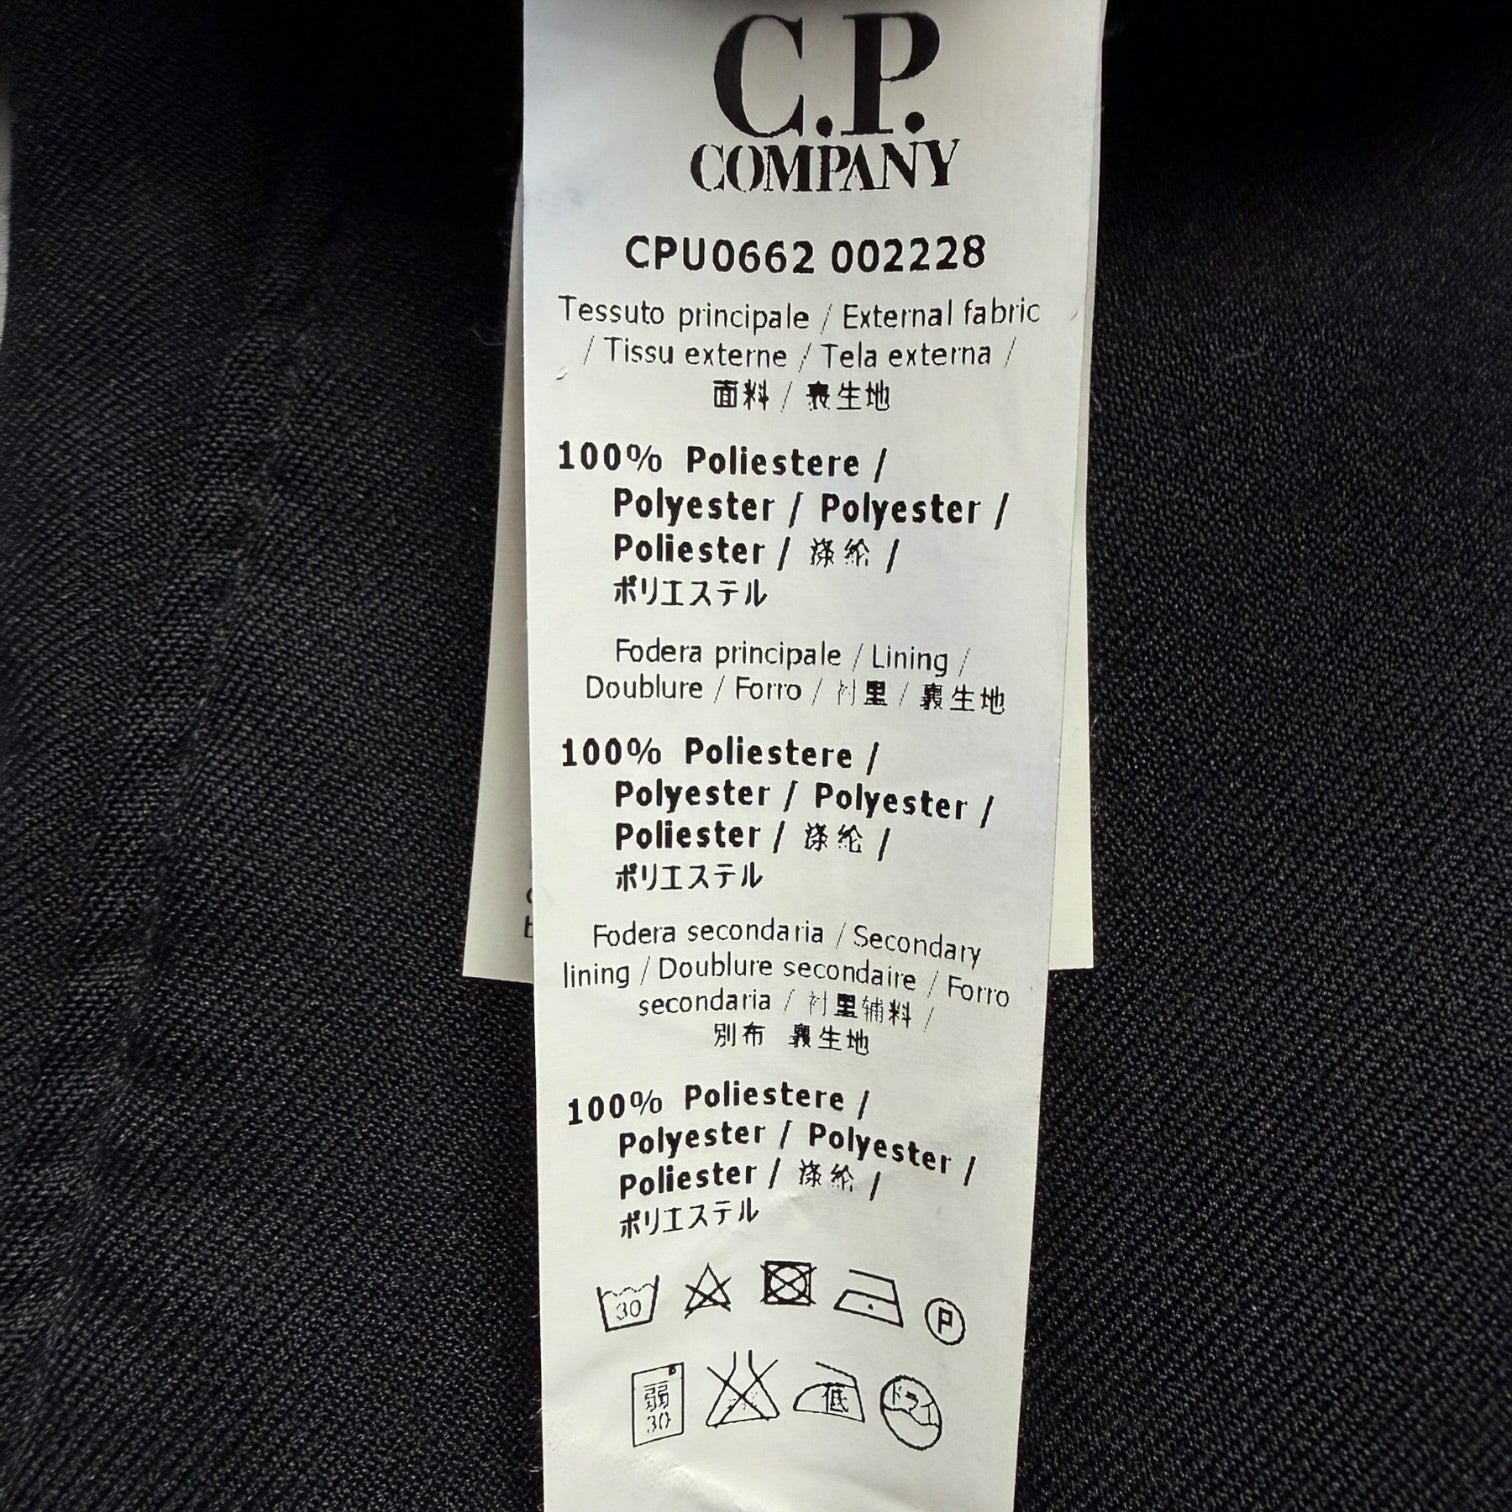 C.P.
COMPANY
CPU0662 002228
Tessuto principale / External fabric
/ Tissu externe / Tela externa /
面料 / 表生地
100% Poliestere /
Polyester / Polyester /
Poliester / 涤纶 /
ポリエステル
Fodera principale / Lining /
Doublure / Forro / 衬里 / 裏生地
100% Poliestere /
Polyester / Polyester /
Poliester / 涤纶 /
ポリエステル
Fodera secondaria / Secondary
lining / Doublure secondaire / Forro
secondaria / 衬里辅料 /
別布 裏生地
100% Poliestere /
Polyester / Polyester /
Poliester / 涤纶 /
ポリエステル
30 P
弱 低 ドライ
30